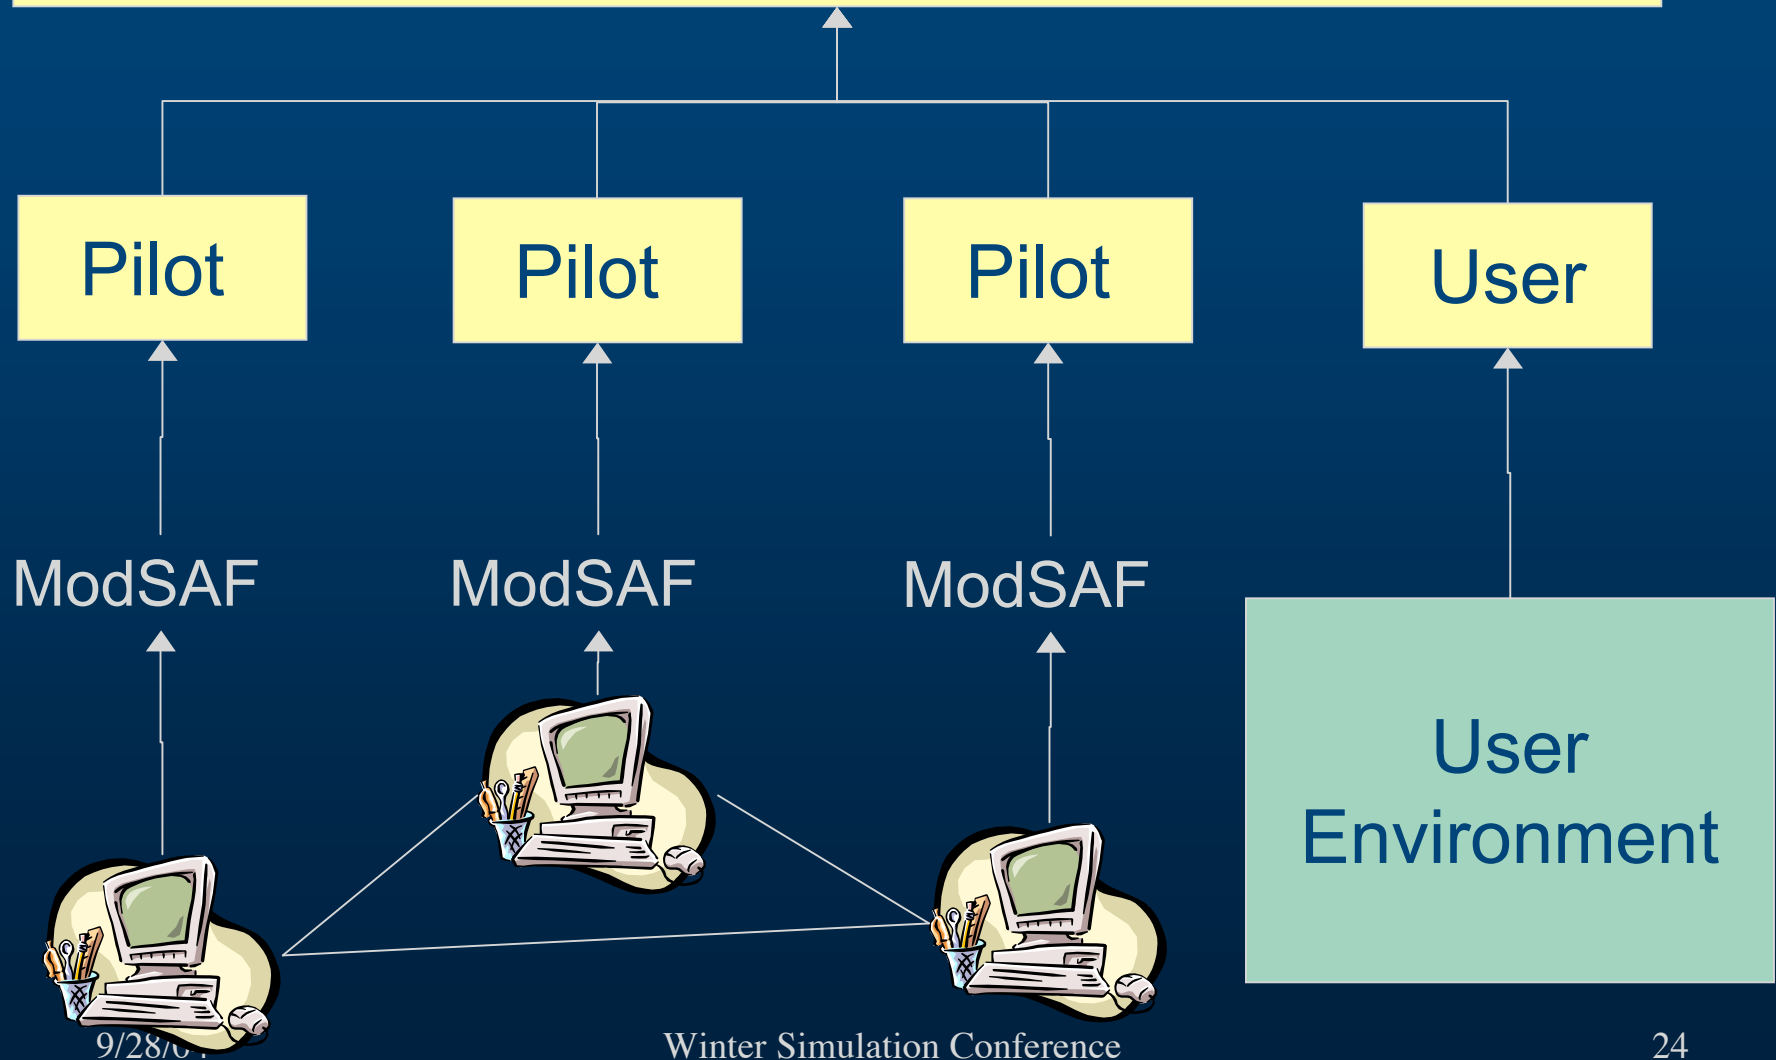 Pilot
Pilot
Pilot
User
ModSAF
ModSAF
ModSAF
User
Environment
Winter Simulation Conference
24